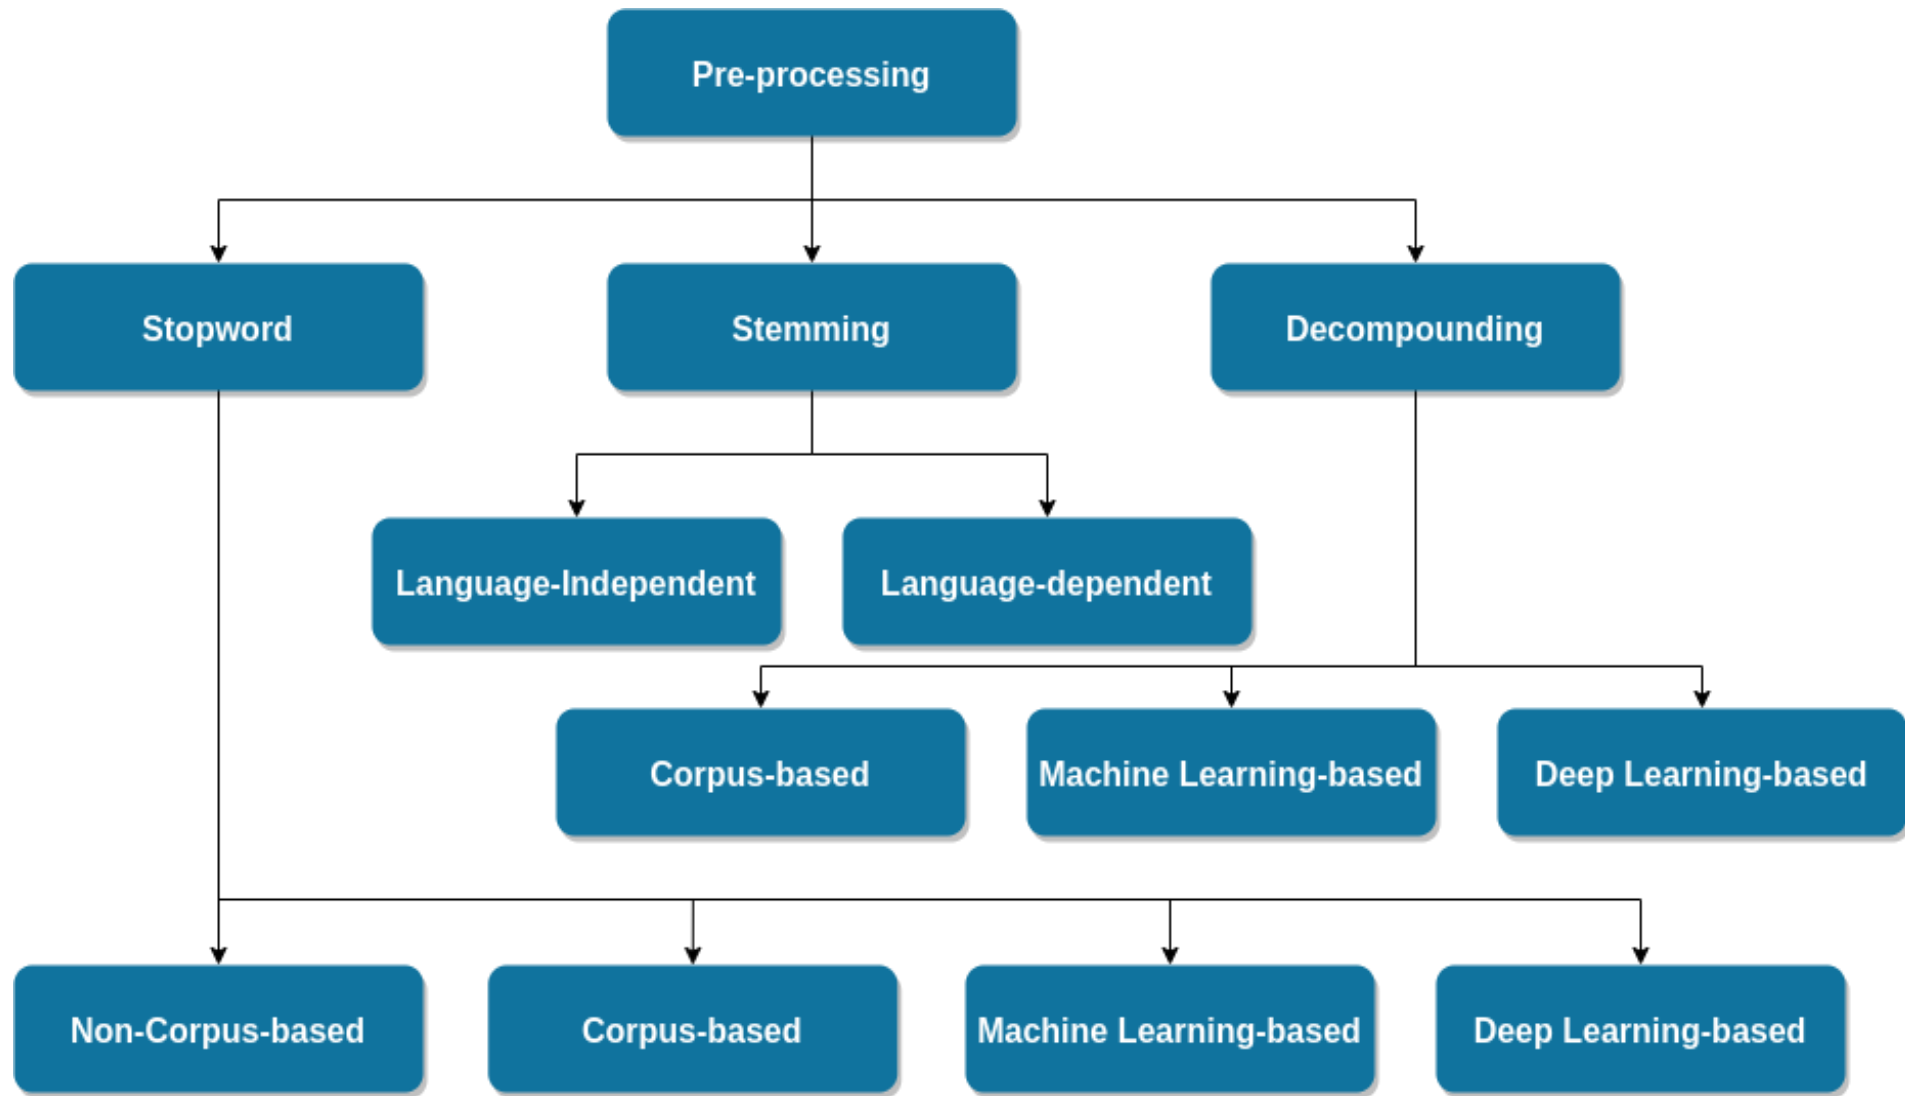 Pre-processing
Stopword
Stemming
Decompounding
Language-Independent
Language-dependent
Corpus-based
Machine Learning-based
Deep Learning-based
Non-Corpus-based
Corpus-based
Machine Learning-based
Deep Learning-based